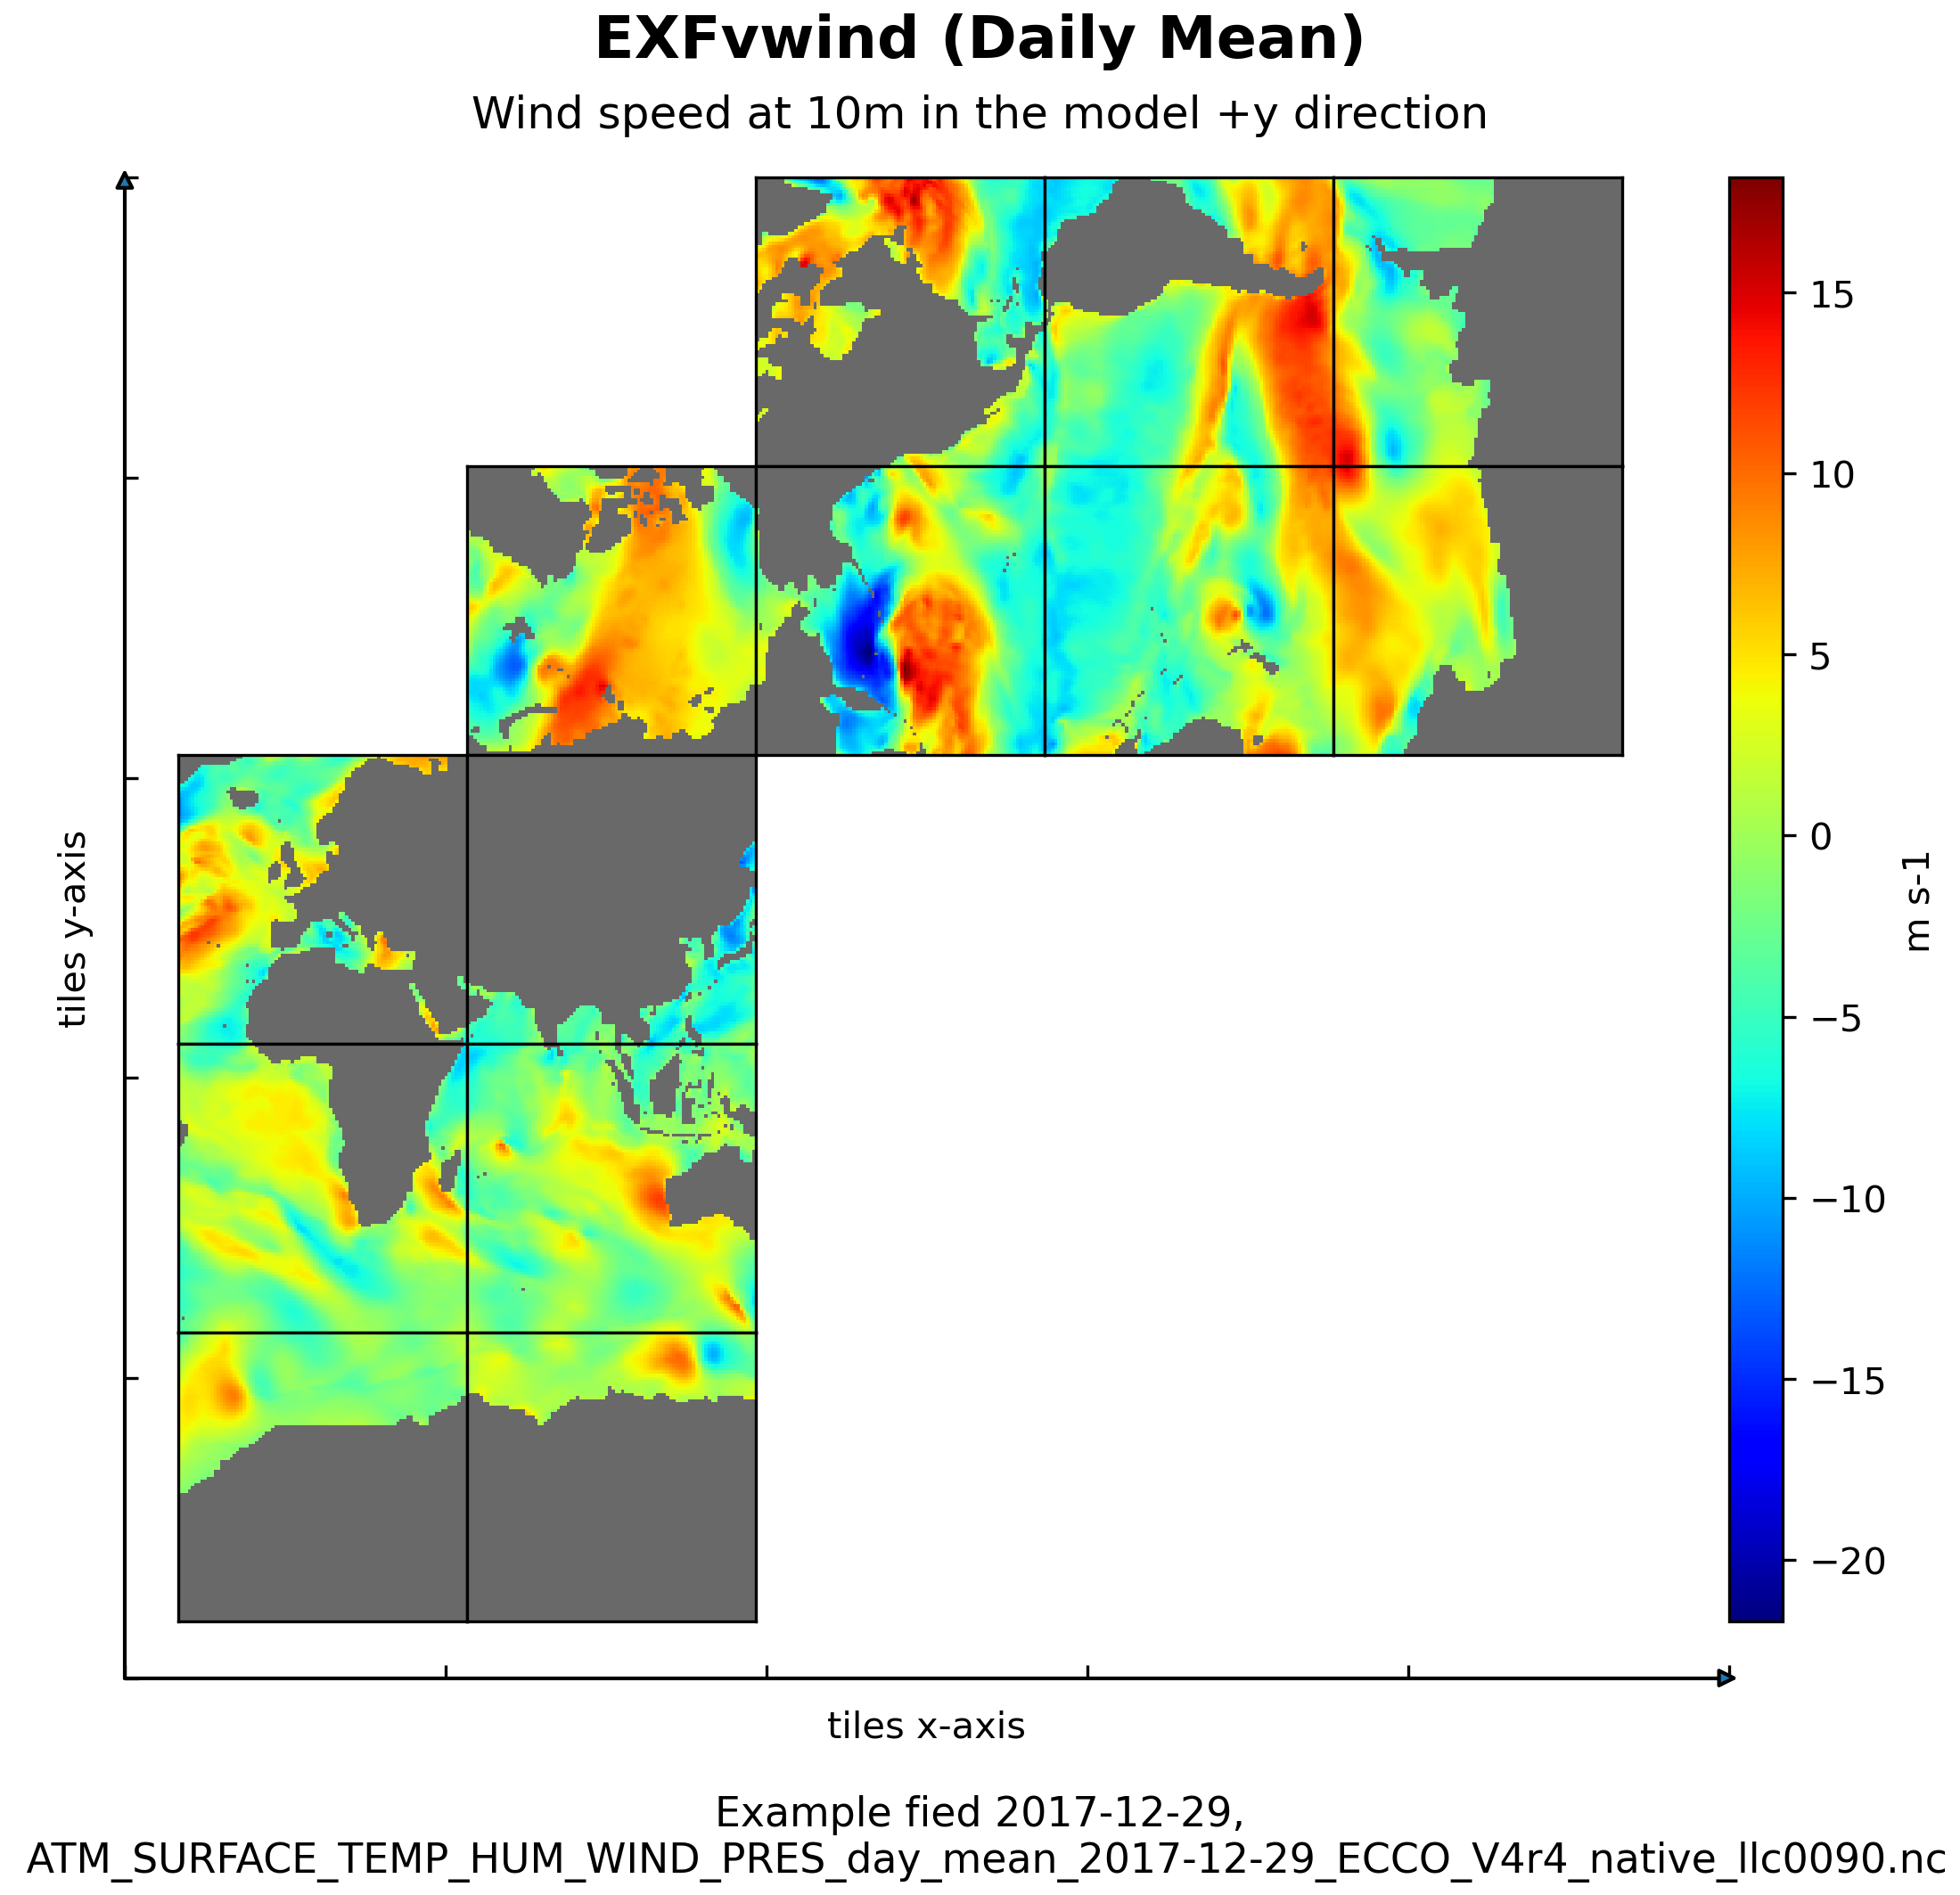 EXFvwind (Daily Mean)
Wind speed at 10m in the model +y direction
tiles y-axis
15
10
5
0
−5
−10
−15
−20
m s-1
tiles x-axis
Example fied 2017-12-29,
ATM_SURFACE_TEMP_HUM_WIND_PRES_day_mean_2017-12-29_ECCO_V4r4_native_llc0090.nc